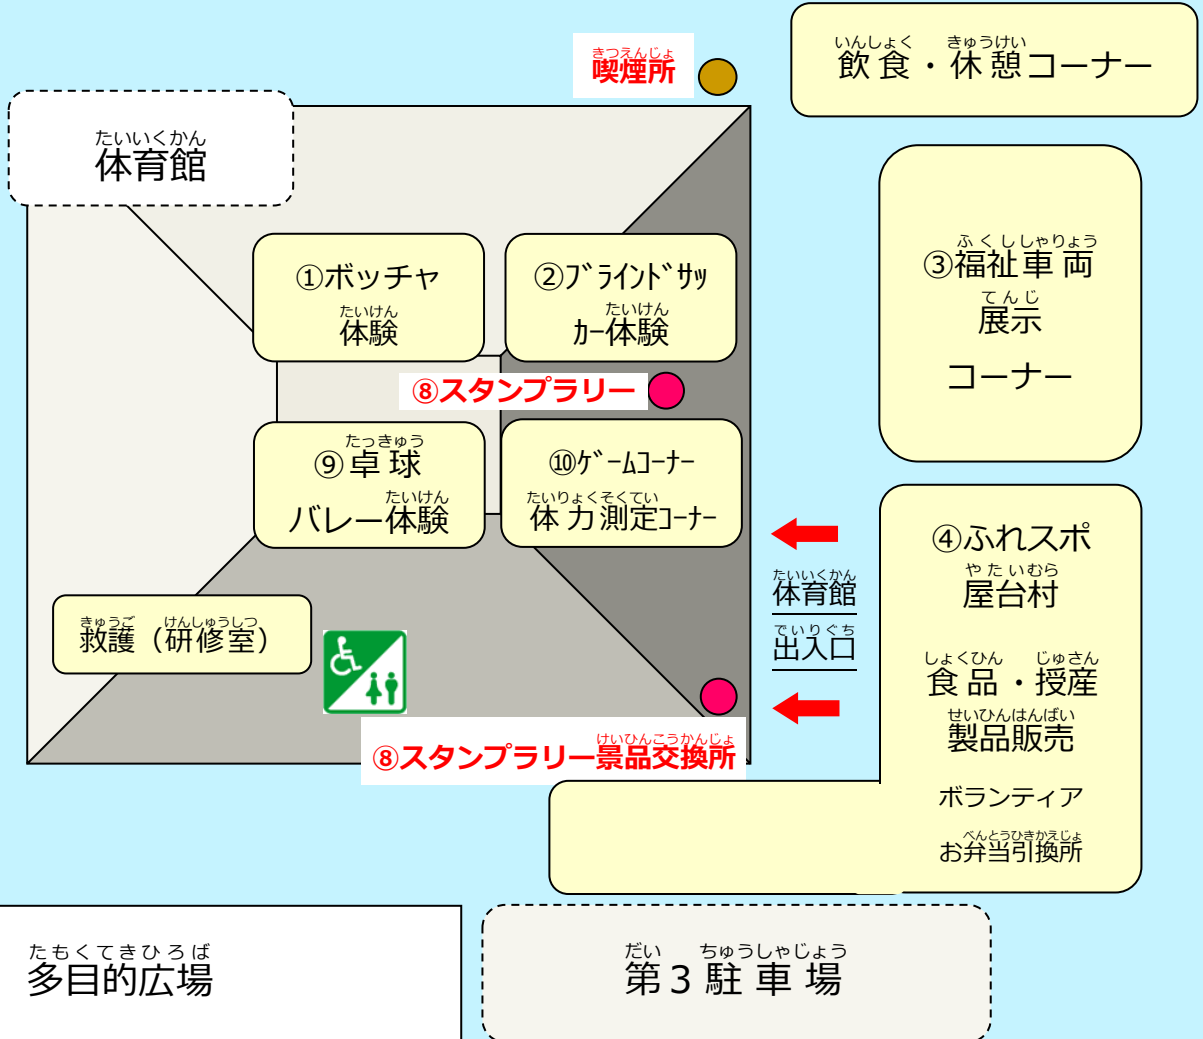 きつえんじょ
喫煙所
いんしょく きゅうけい
飲食・休憩コーナー
たいいくかん
体育館
①ボッチャ
たいけん
体験
②ブラインドサッ
たいけん
カー体験
ふくししゃりょう
③福祉車両
てんじ
展示
コーナー
⑧スタンプラリー
たっきゅう
⑨卓球
たいけん
バレー体験
⑩ゲームコーナー
たいりょくそくてい
体力測定コーナー
たいいくかん
体育館
でいりぐち
出入口
④ふれスポ
やたいむら
屋台村
しょくひん じゅさん
食品・授産
せいひんはんばい
製品販売
ボランティア
べんとうひきかえじょ
お弁当引換所
きゅうご けんしゅうしつ
救護（研修室）
けいひんこうかんじょ
⑧スタンプラリー景品交換所
たもくてきひろば
多目的広場
だい ちゅうしゃじょう
第3駐車場